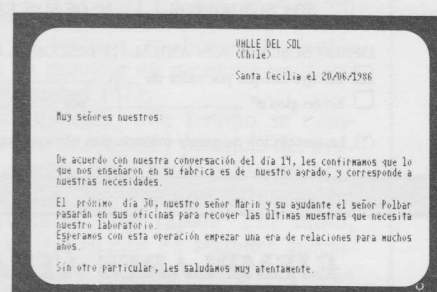 VALLE DEL SOL
(Chile)
Santa Cecilia el 20/06/1986
Muy señores nuestros:
De acuerdo con nuestra conversación del día 14, les confirmamos que lo
que nos enseñaron en su fábrica es de nuestro agrado, y corresponde a
nuestras necesidades.
El próximo día 30, nuestro señor Marin y su ayudante el señor Polbar
pasarán en sus oficinas para recoger las últimas muestras que necesita
nuestro laboratorio.
Esperamos con esta operación empezar una era de relaciones para muchos
años.
Sin otro particular, les saludamos muy atentamente.